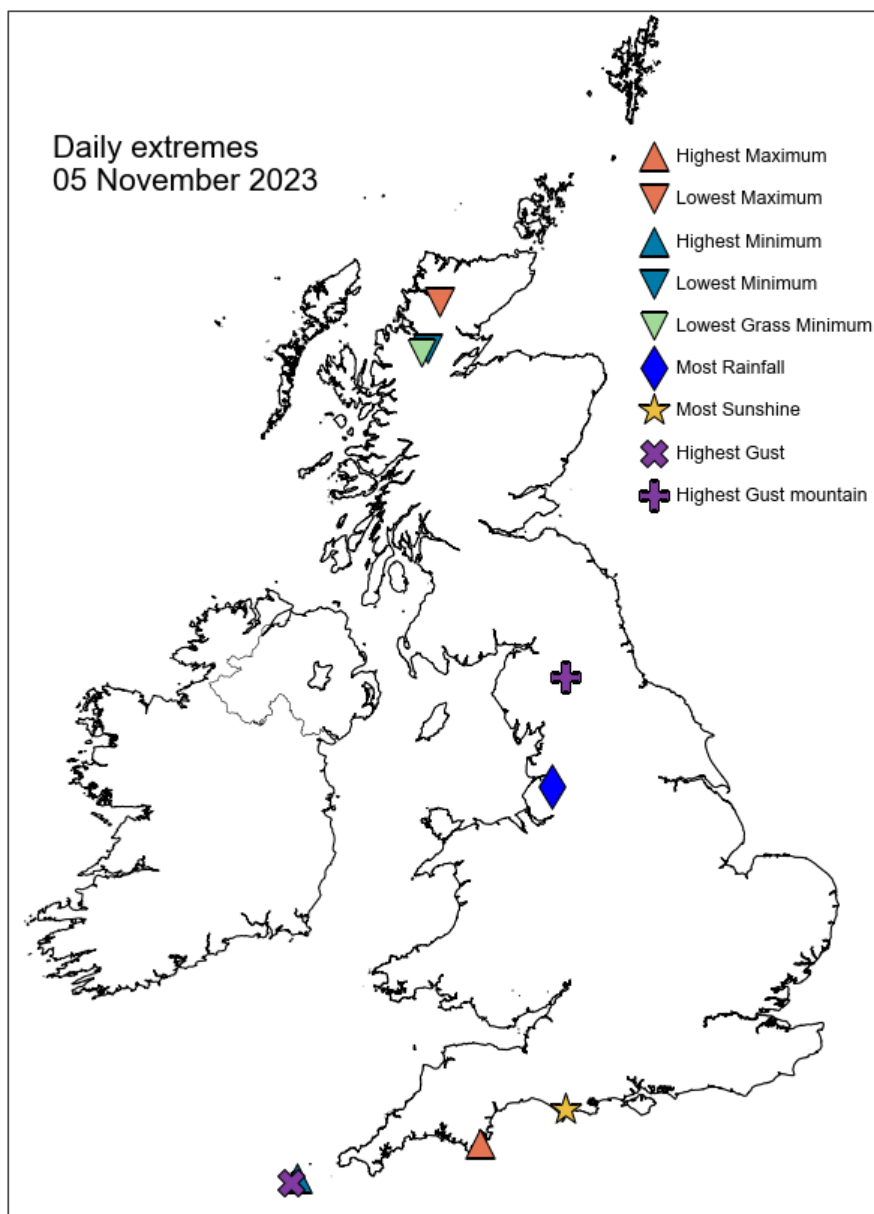 Daily extremes
05 November 2023
Highest Maximum
Lowest Maximum
Highest Minimum
Lowest Minimum
Lowest Grass Minimum
Most Rainfall
Most Sunshine
Highest Gust
Highest Gust mountain